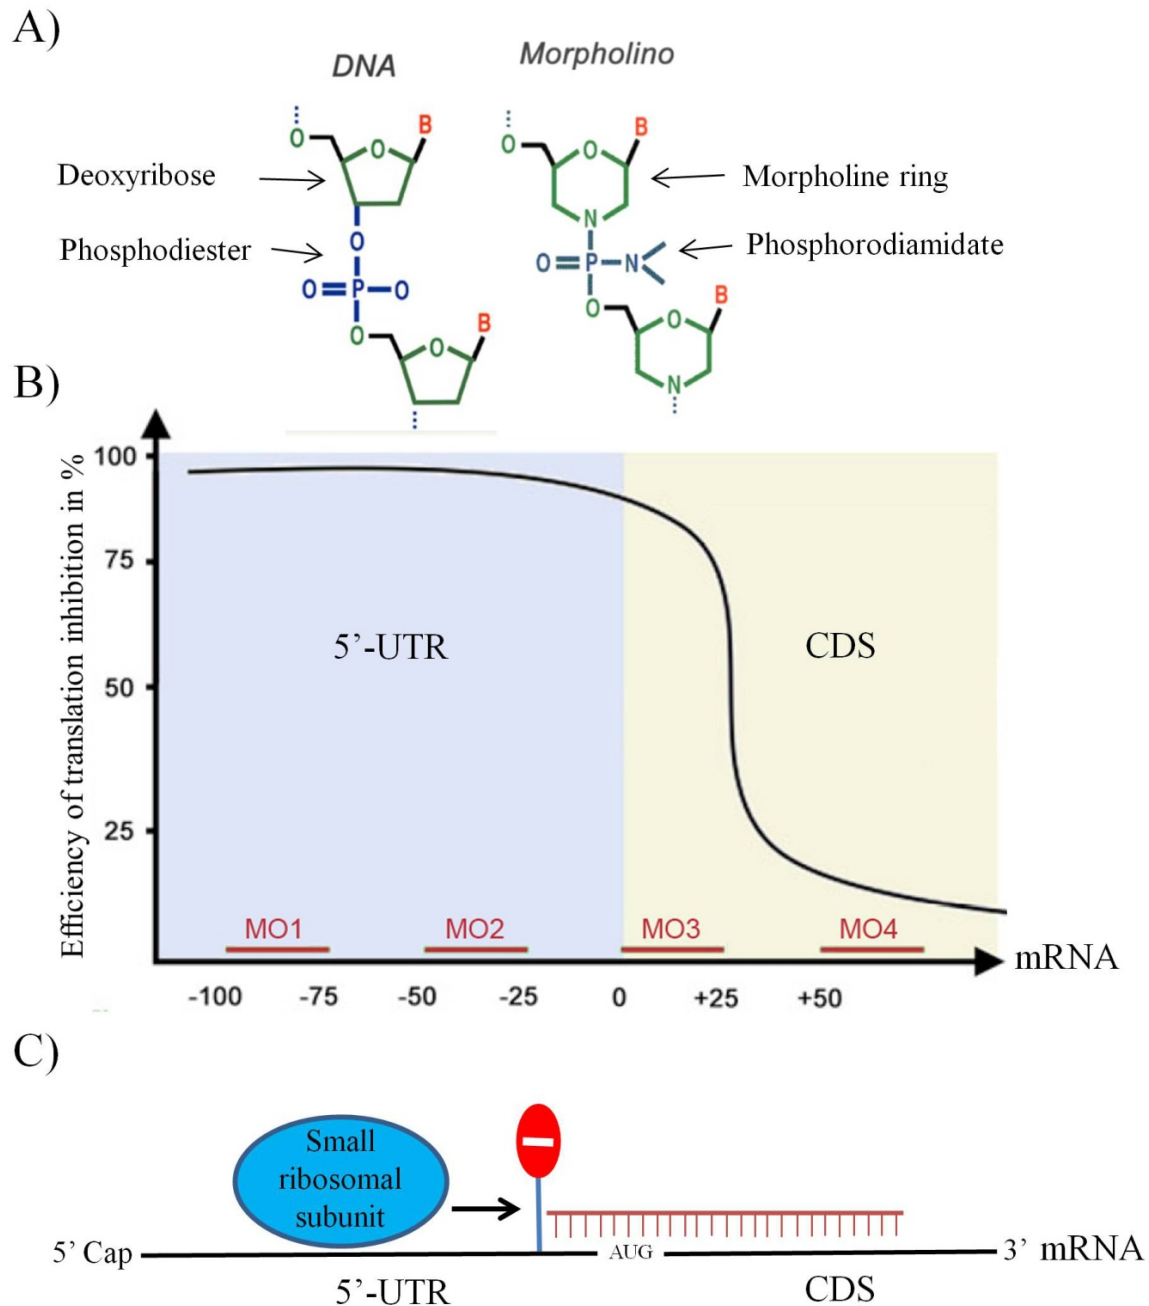 A)
DNA
Morpholino
B
B
O
O
O
O
Deoxyribose
Morpholine ring
N
O
Phosphodiester
Phosphorodiamidate
O P O
O P N
B
O
O
B
O
O
N
B)
Efficiency of translation inhibition in %
100
75
50
25
5’-UTR
CDS
MO1
MO2
MO3
MO4
mRNA
-100
-75
-50
-25
0
+25
+50
C)
Small
ribosomal
subunit
5’ Cap
AUG
3’ mRNA
5’-UTR
CDS